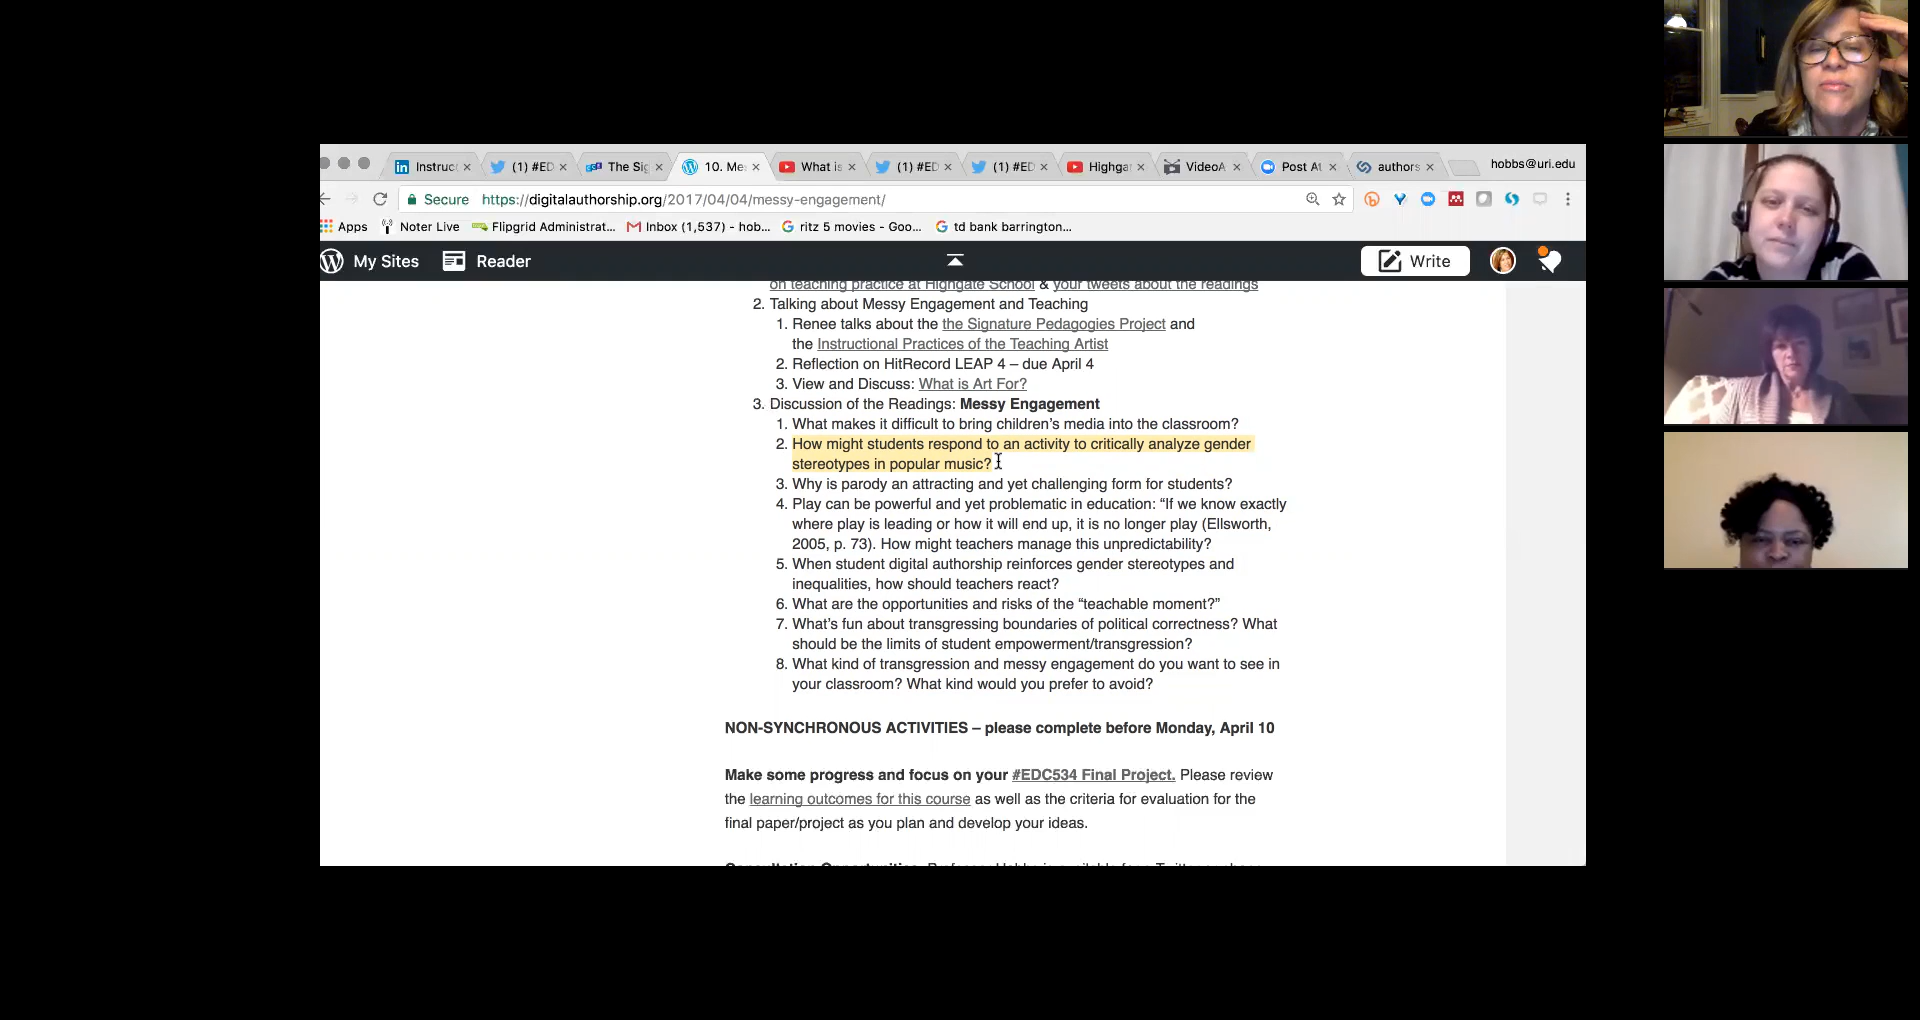 Instruc
(1) #ED
The Sig
10. Me
What is
(1) #ED
(1) #ED
Highga
VideoA
Post At
authors
hobbs@uri.edu
Secure https://digitalauthorship.org/2017/04/04/messy-engagement/
Apps Noter Live Flipgrid Administrat... Inbox (1,537) - hob... ritz 5 movies - Goo... td bank barrington...
My Sites Reader Write
on teaching practice at Highgate School & your tweets about the readings
2. Talking about Messy Engagement and Teaching
1. Renee talks about the the Signature Pedagogies Project and
the Instructional Practices of the Teaching Artist
2. Reflection on HitRecord LEAP 4 – due April 4
3. View and Discuss: What is Art For?
3. Discussion of the Readings: Messy Engagement
1. What makes it difficult to bring children’s media into the classroom?
2. How might students respond to an activity to critically analyze gender
stereotypes in popular music?
3. Why is parody an attracting and yet challenging form for students?
4. Play can be powerful and yet problematic in education: “If we know exactly
where play is leading or how it will end up, it is no longer play (Ellsworth,
2005, p. 73). How might teachers manage this unpredictability?
5. When student digital authorship reinforces gender stereotypes and
inequalities, how should teachers react?
6. What are the opportunities and risks of the “teachable moment?”
7. What’s fun about transgressing boundaries of political correctness? What
should be the limits of student empowerment/transgression?
8. What kind of transgression and messy engagement do you want to see in
your classroom? What kind would you prefer to avoid?
NON-SYNCHRONOUS ACTIVITIES – please complete before Monday, April 10
Make some progress and focus on your #EDC534 Final Project. Please review
the learning outcomes for this course as well as the criteria for evaluation for the
final paper/project as you plan and develop your ideas.